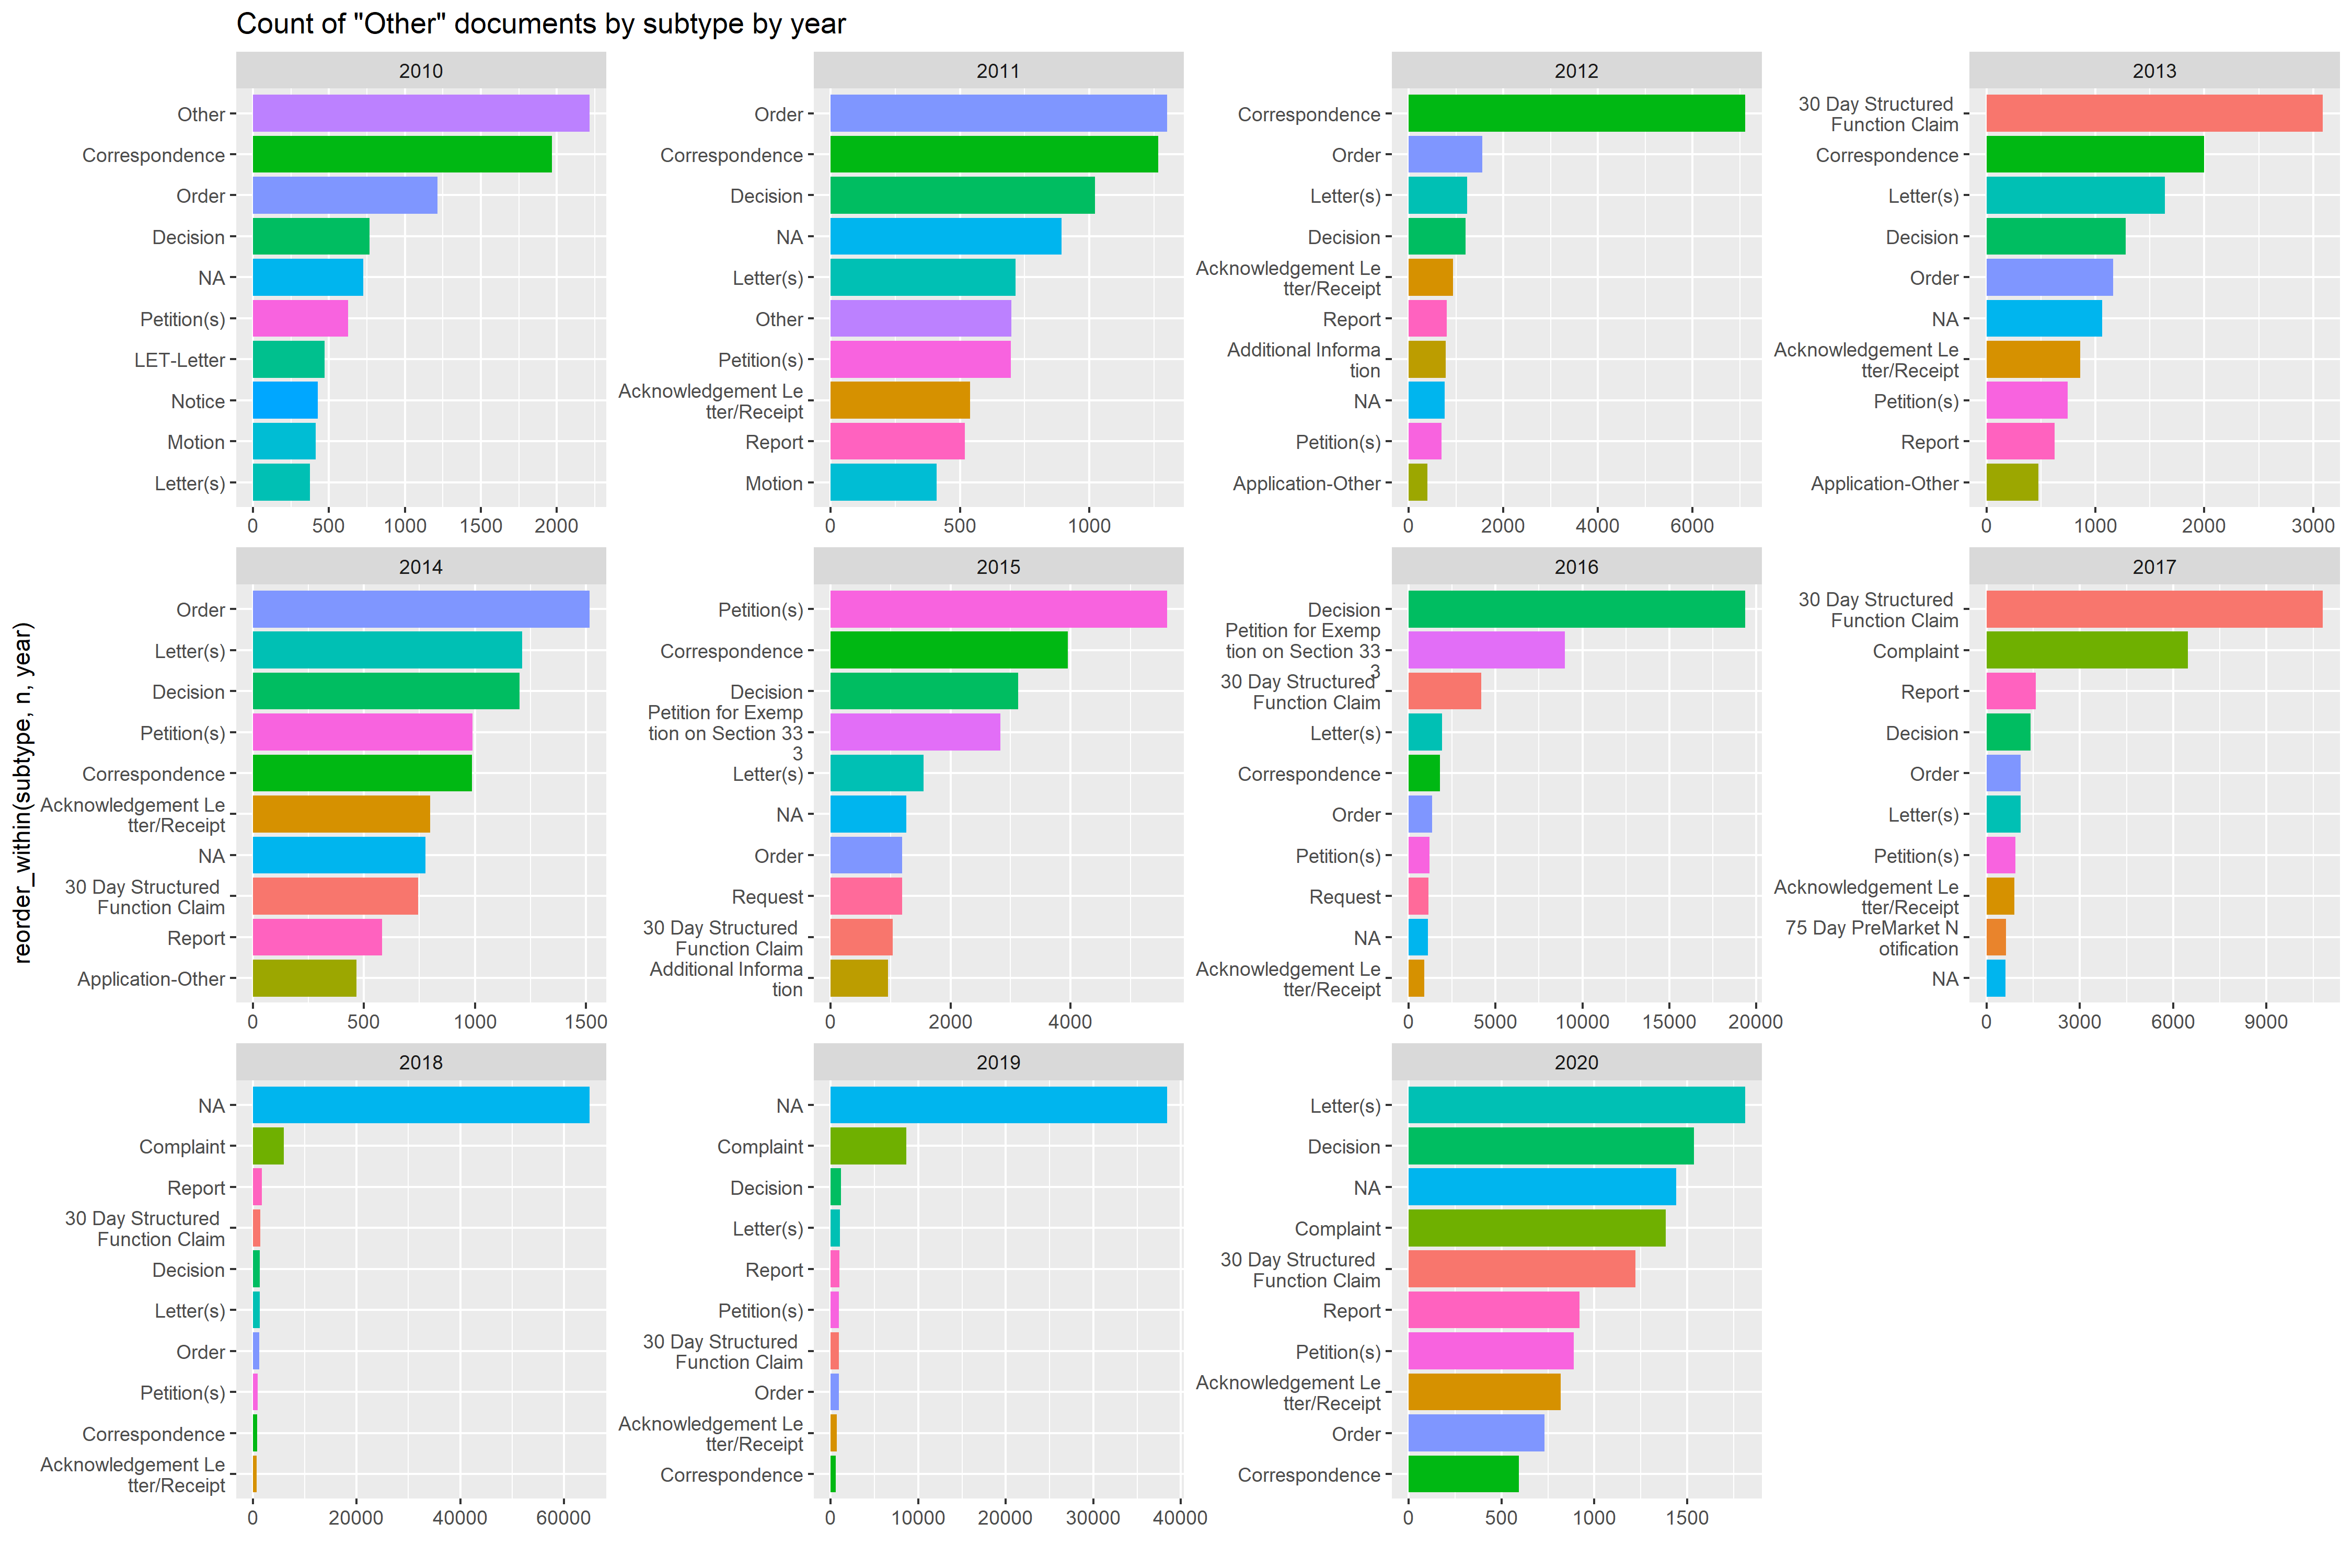 Count of "Other" documents by subtype by year
reorder_within(subtype, n, year)
2010
Other
Correspondence
Order
Decision
NA
Petition(s)
LET-Letter
Notice
Motion
Letter(s)
0 500 1000 1500 2000
2011
Order
Correspondence
Decision
NA
Letter(s)
Other
Petition(s)
Acknowledgement Le
tter/Receipt
Report
Motion
0 500 1000
2012
Correspondence
Order
Letter(s)
Decision
Acknowledgement Le
tter/Receipt
Report
Additional Informa
tion
NA
Petition(s)
Application-Other
0 2000 4000 6000
2013
30 Day Structured
Function Claim
Correspondence
Letter(s)
Decision
Order
NA
Acknowledgement Le
tter/Receipt
Petition(s)
Report
Application-Other
0 1000 2000 3000
2014
Order
Letter(s)
Decision
Petition(s)
Correspondence
Acknowledgement Le
tter/Receipt
NA
30 Day Structured
Function Claim
Report
Application-Other
0 500 1000 1500
2015
Petition(s)
Correspondence
Decision
Petition for Exemp
tion on Section 33
3
Letter(s)
NA
Order
Request
30 Day Structured
Function Claim
Additional Informa
tion
0 2000 4000
2016
Decision
Petition for Exemp
tion on Section 33
3
30 Day Structured
Function Claim
Letter(s)
Correspondence
Order
Petition(s)
Request
NA
Acknowledgement Le
tter/Receipt
0 5000 10000 15000 20000
2017
30 Day Structured
Function Claim
Complaint
Report
Decision
Order
Letter(s)
Petition(s)
Acknowledgement Le
tter/Receipt
75 Day PreMarket N
otification
NA
0 3000 6000 9000
2018
NA
Complaint
Report
30 Day Structured
Function Claim
Decision
Letter(s)
Order
Petition(s)
Correspondence
Acknowledgement Le
tter/Receipt
0 20000 40000 60000
2019
NA
Complaint
Decision
Letter(s)
Report
Petition(s)
30 Day Structured
Function Claim
Order
Acknowledgement Le
tter/Receipt
Correspondence
0 10000 20000 30000 40000
2020
Letter(s)
Decision
NA
Complaint
30 Day Structured
Function Claim
Report
Petition(s)
Acknowledgement Le
tter/Receipt
Order
Correspondence
0 500 1000 1500